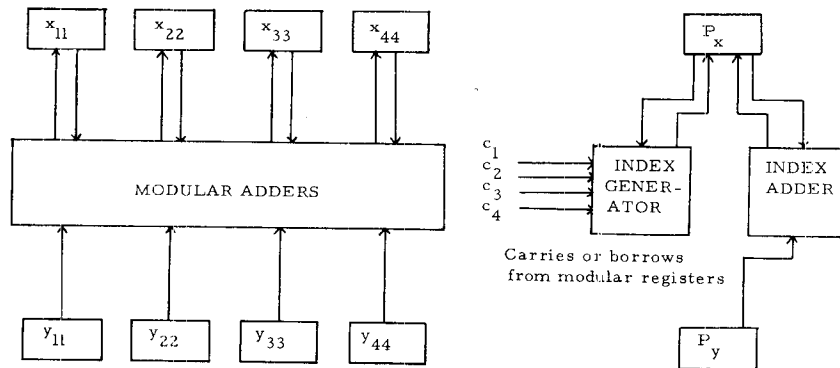 x11 x22 x33 x44
MODULAR ADDERS
y11 y22 y33 y44
Px
c1
c2
c3
c4
INDEX
GENER-
ATOR
INDEX
ADDER
Carries or borrows
from modular registers
Py